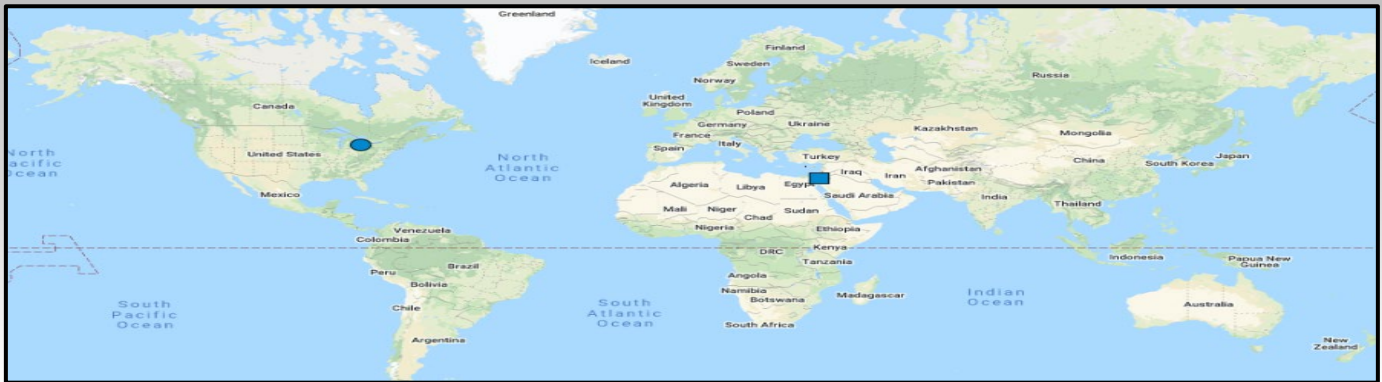 Greenland
Iceland
Finland
Sweden
Norway
Russia
United
Kingdom
Canada
Poland
Germany
Ukraine
Kazakhstan
Mongolia
France
Italy
Spain
United States
North
Atlantic
Ocean
North
acific
Ocean
Turkey
China
South Korea
Japan
Iraq
Iran
Afghanistan
Pakistan
Algeria
Libya
Egyp
Saudi Arabia
India
Thailand
Mexico
Mali
Niger
Chad
Sudan
Nigeria
Ethiopia
Venezuela
Colombia
DRC
Kenya
Tanzania
Indonesia
Papua New
Guinea
Peru
Brazil
Bolivia
Angola
Namibia
Botswana
Madagascar
Indian
Ocean
Australia
South
Pacific
Ocean
Chile
South
Atlantic
Ocean
South Africa
Argentina
New
Zealand